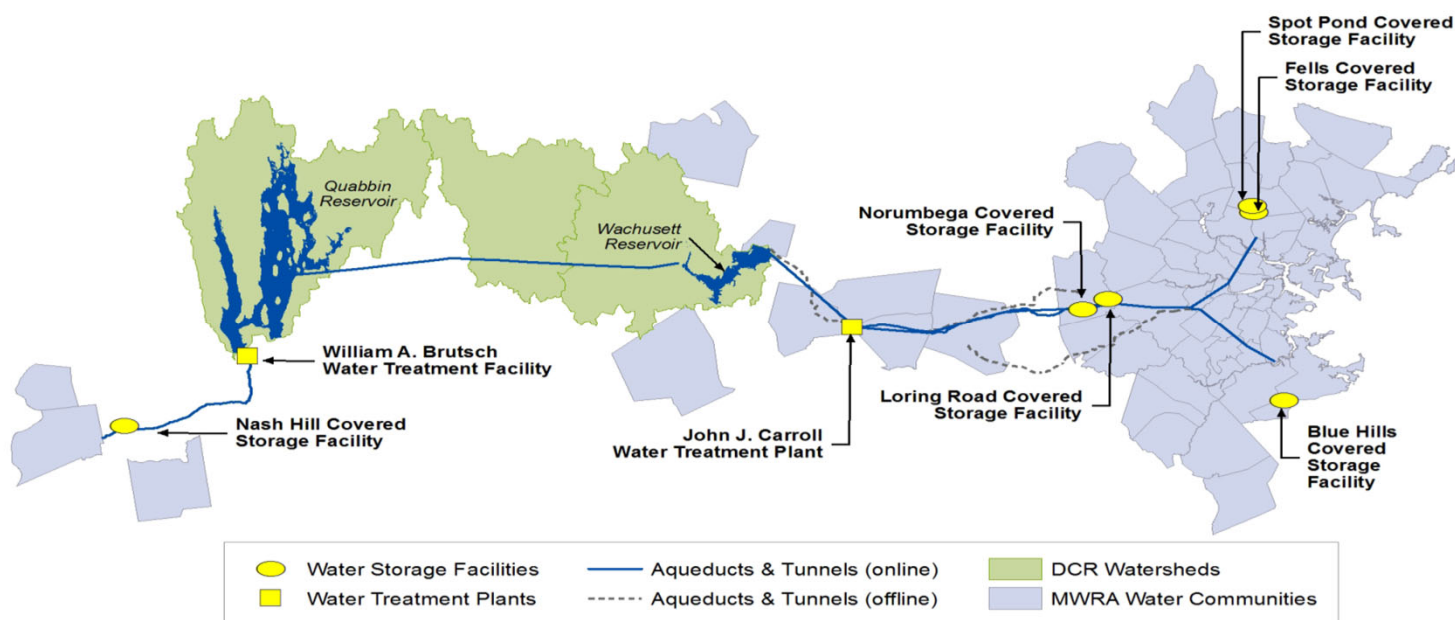 Spot Pond Covered
Storage Facility
Fells Covered
Storage Facility
Quabbin
Reservoir
Wachusett
Reservoir
Norumbega Covered
Storage Facility
William A. Brutsch
Water Treatment Facility
Nash Hill Covered
Storage Facility
Loring Road Covered
Storage Facility
John J. Carroll
Water Treatment Plant
Blue Hills
Covered
Storage
Facility
Water Storage Facilities
Water Treatment Plants
Aqueducts & Tunnels (online)
Aqueducts & Tunnels (offline)
DCR Watersheds
MWRA Water Communities